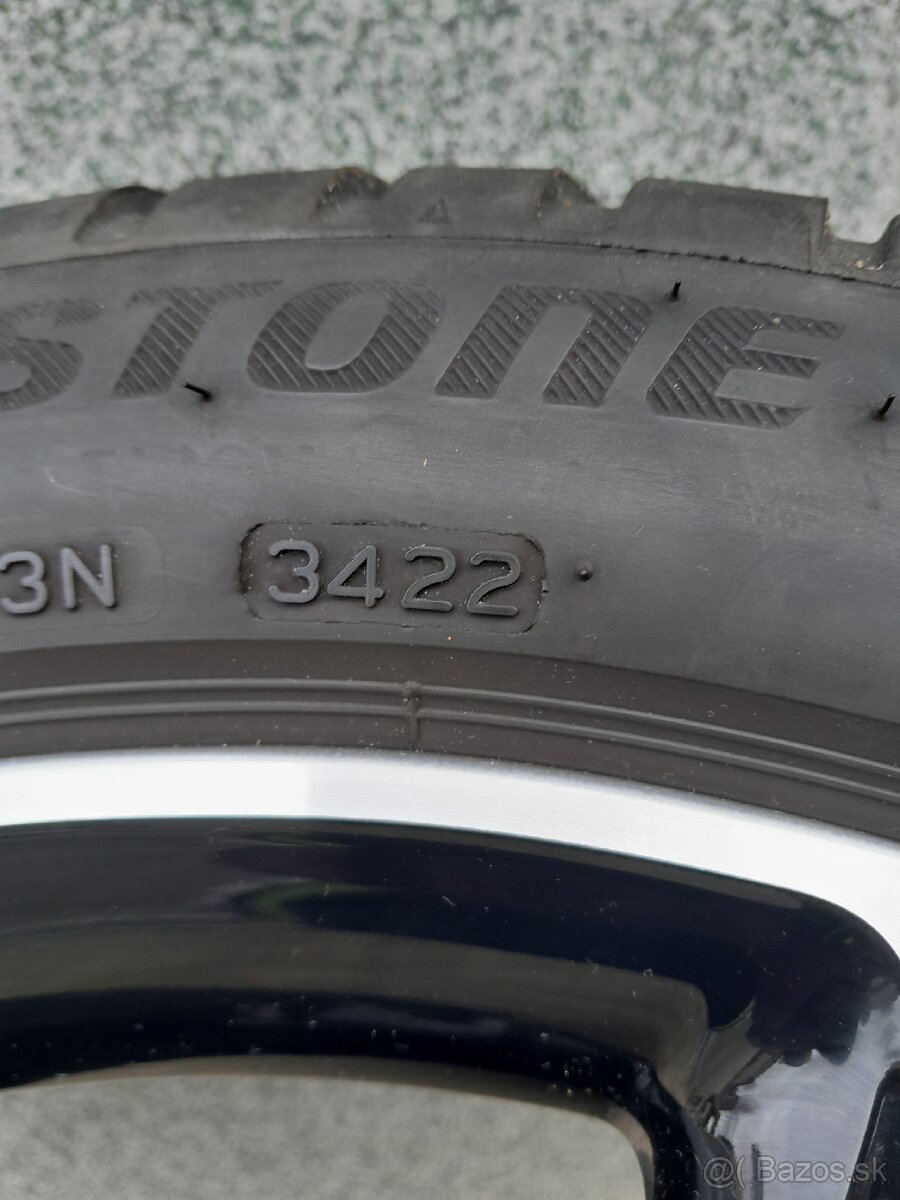 STONE
3N 3422
@( Bazos.sk